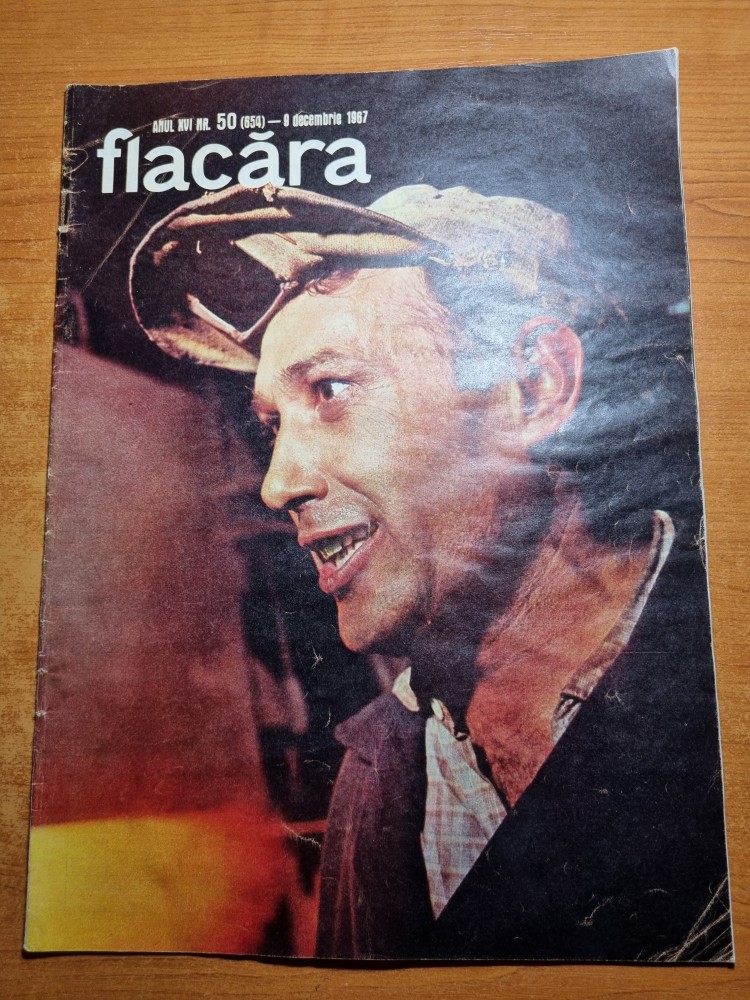 ANUL XVI NR. 50 (654) — 9 decembrie 1967
flacăra